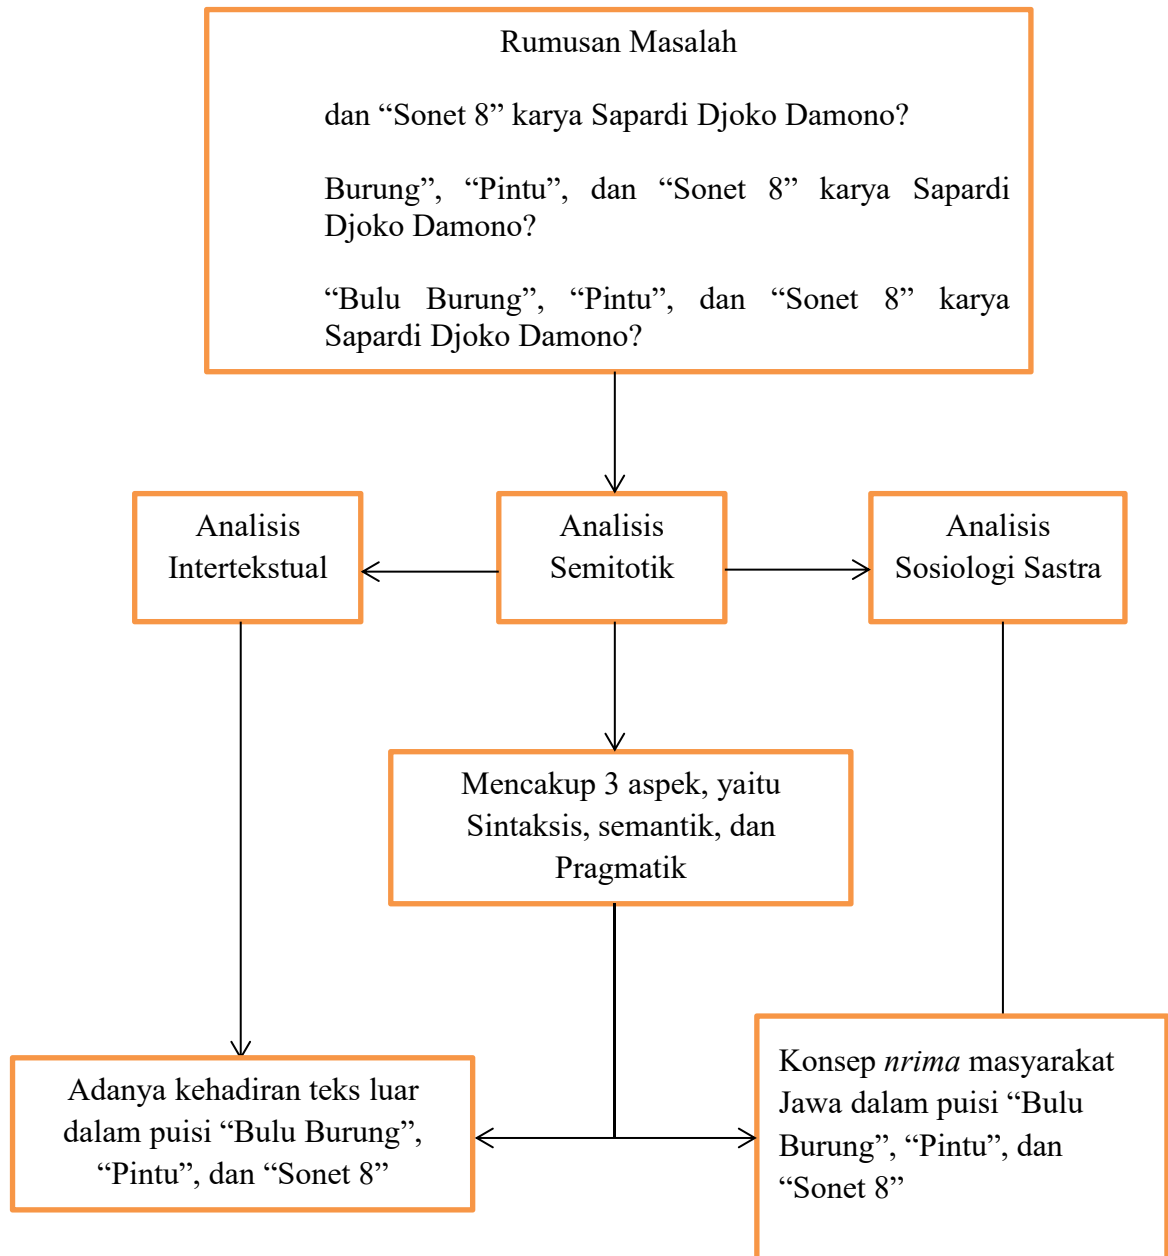 Rumusan Masalah
dan “Sonet 8” karya Sapardi Djoko Damono?
Burung”, “Pintu”, dan “Sonet 8” karya Sapardi
Djoko Damono?
“Bulu Burung”, “Pintu”, dan “Sonet 8” karya
Sapardi Djoko Damono?
Analisis
Intertekstual
Analisis
Semitotik
Analisis
Sosiologi Sastra
Mencakup 3 aspek, yaitu
Sintaksis, semantik, dan
Pragmatik
Adanya kehadiran teks luar
dalam puisi “Bulu Burung”,
“Pintu”, dan “Sonet 8”
Konsep nrima masyarakat
Jawa dalam puisi “Bulu
Burung”, “Pintu”, dan
“Sonet 8”